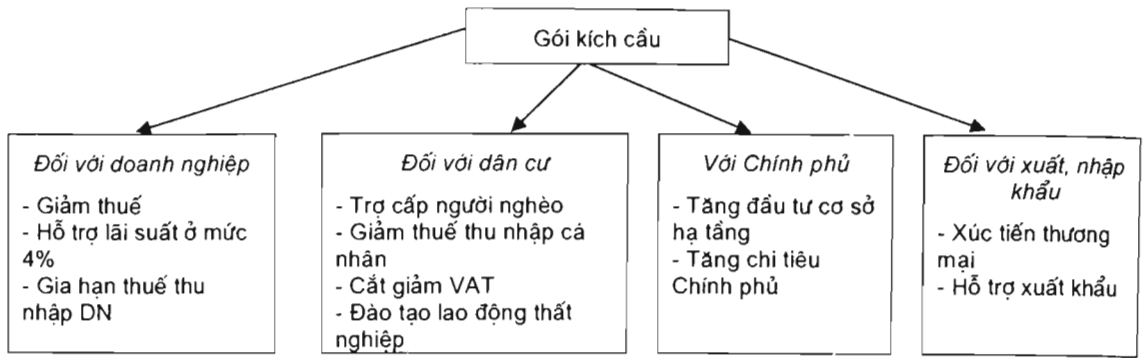 Gói kích cầu
Đối với doanh nghiệp
- Giảm thuế
- Hỗ trợ lãi suất ở mức
4%
- Gia hạn thuế thu
nhập DN
Đối với dân cư
- Trợ cấp người nghèo
- Giảm thuế thu nhập cá
nhân
- Cắt giảm VAT
- Đào tạo lao động thất
nghiệp
Với Chính phủ
- Tăng đầu tư cơ sở
hạ tầng
- Tăng chi tiêu
Chính phủ
Đối với xuất, nhập
khẩu
- Xúc tiến thương
mại
- Hỗ trợ xuất khẩu